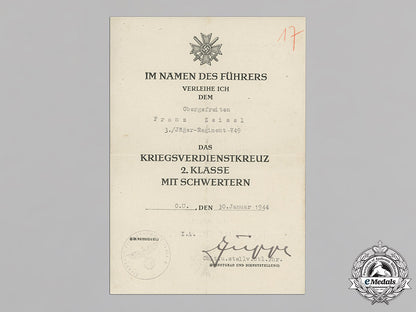 17
IM NAMEN DES FÜHRERS
VERLEIHE ICH
DEM
Obergefreiten
Franz
3./Jäger-Regiment
DAS
KRIEGSVERDIENSTKREUZ
2. KLASSE
MIT SCHWERTERN
O.U. , DEN 30.Januar 1944
I.A.
eMedals